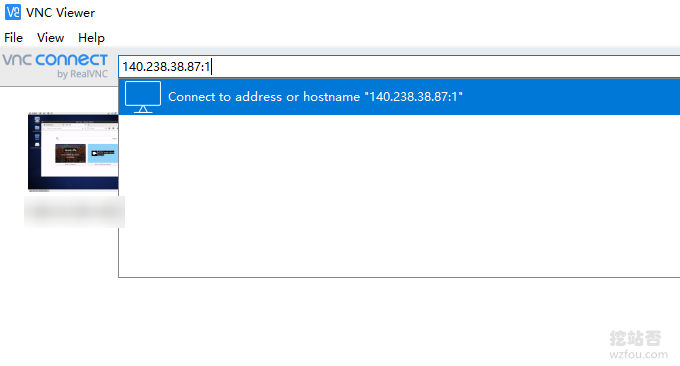 VNC Viewer
File View Help
vnc connect
by RealVNC
140.238.38.87:1
Connect to address or hostname "140.238.38.87:1"
挖站否
wzfou.com